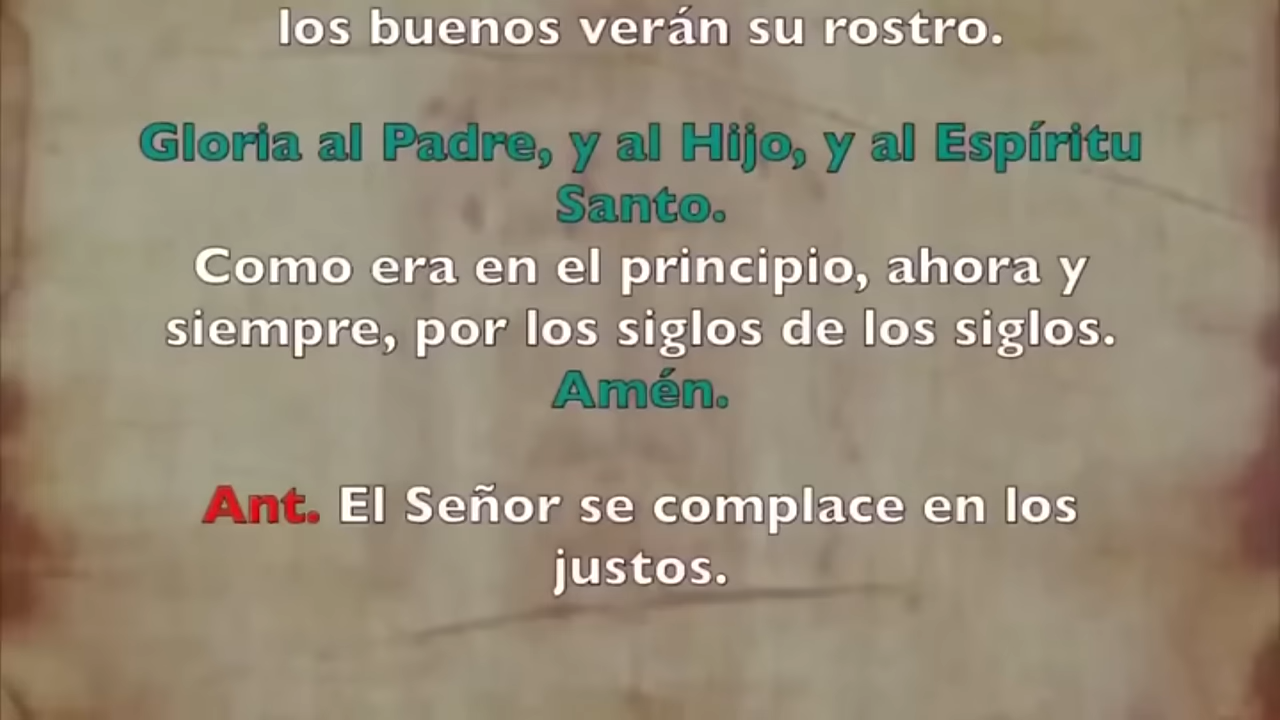 los buenos verán su rostro.
Gloria al Padre, y al Hijo, y al Espíritu
Santo.
Como era en el principio, ahora y
siempre, por los siglos de los siglos.
Amén.
Ant. El Señor se complace en los
justos.